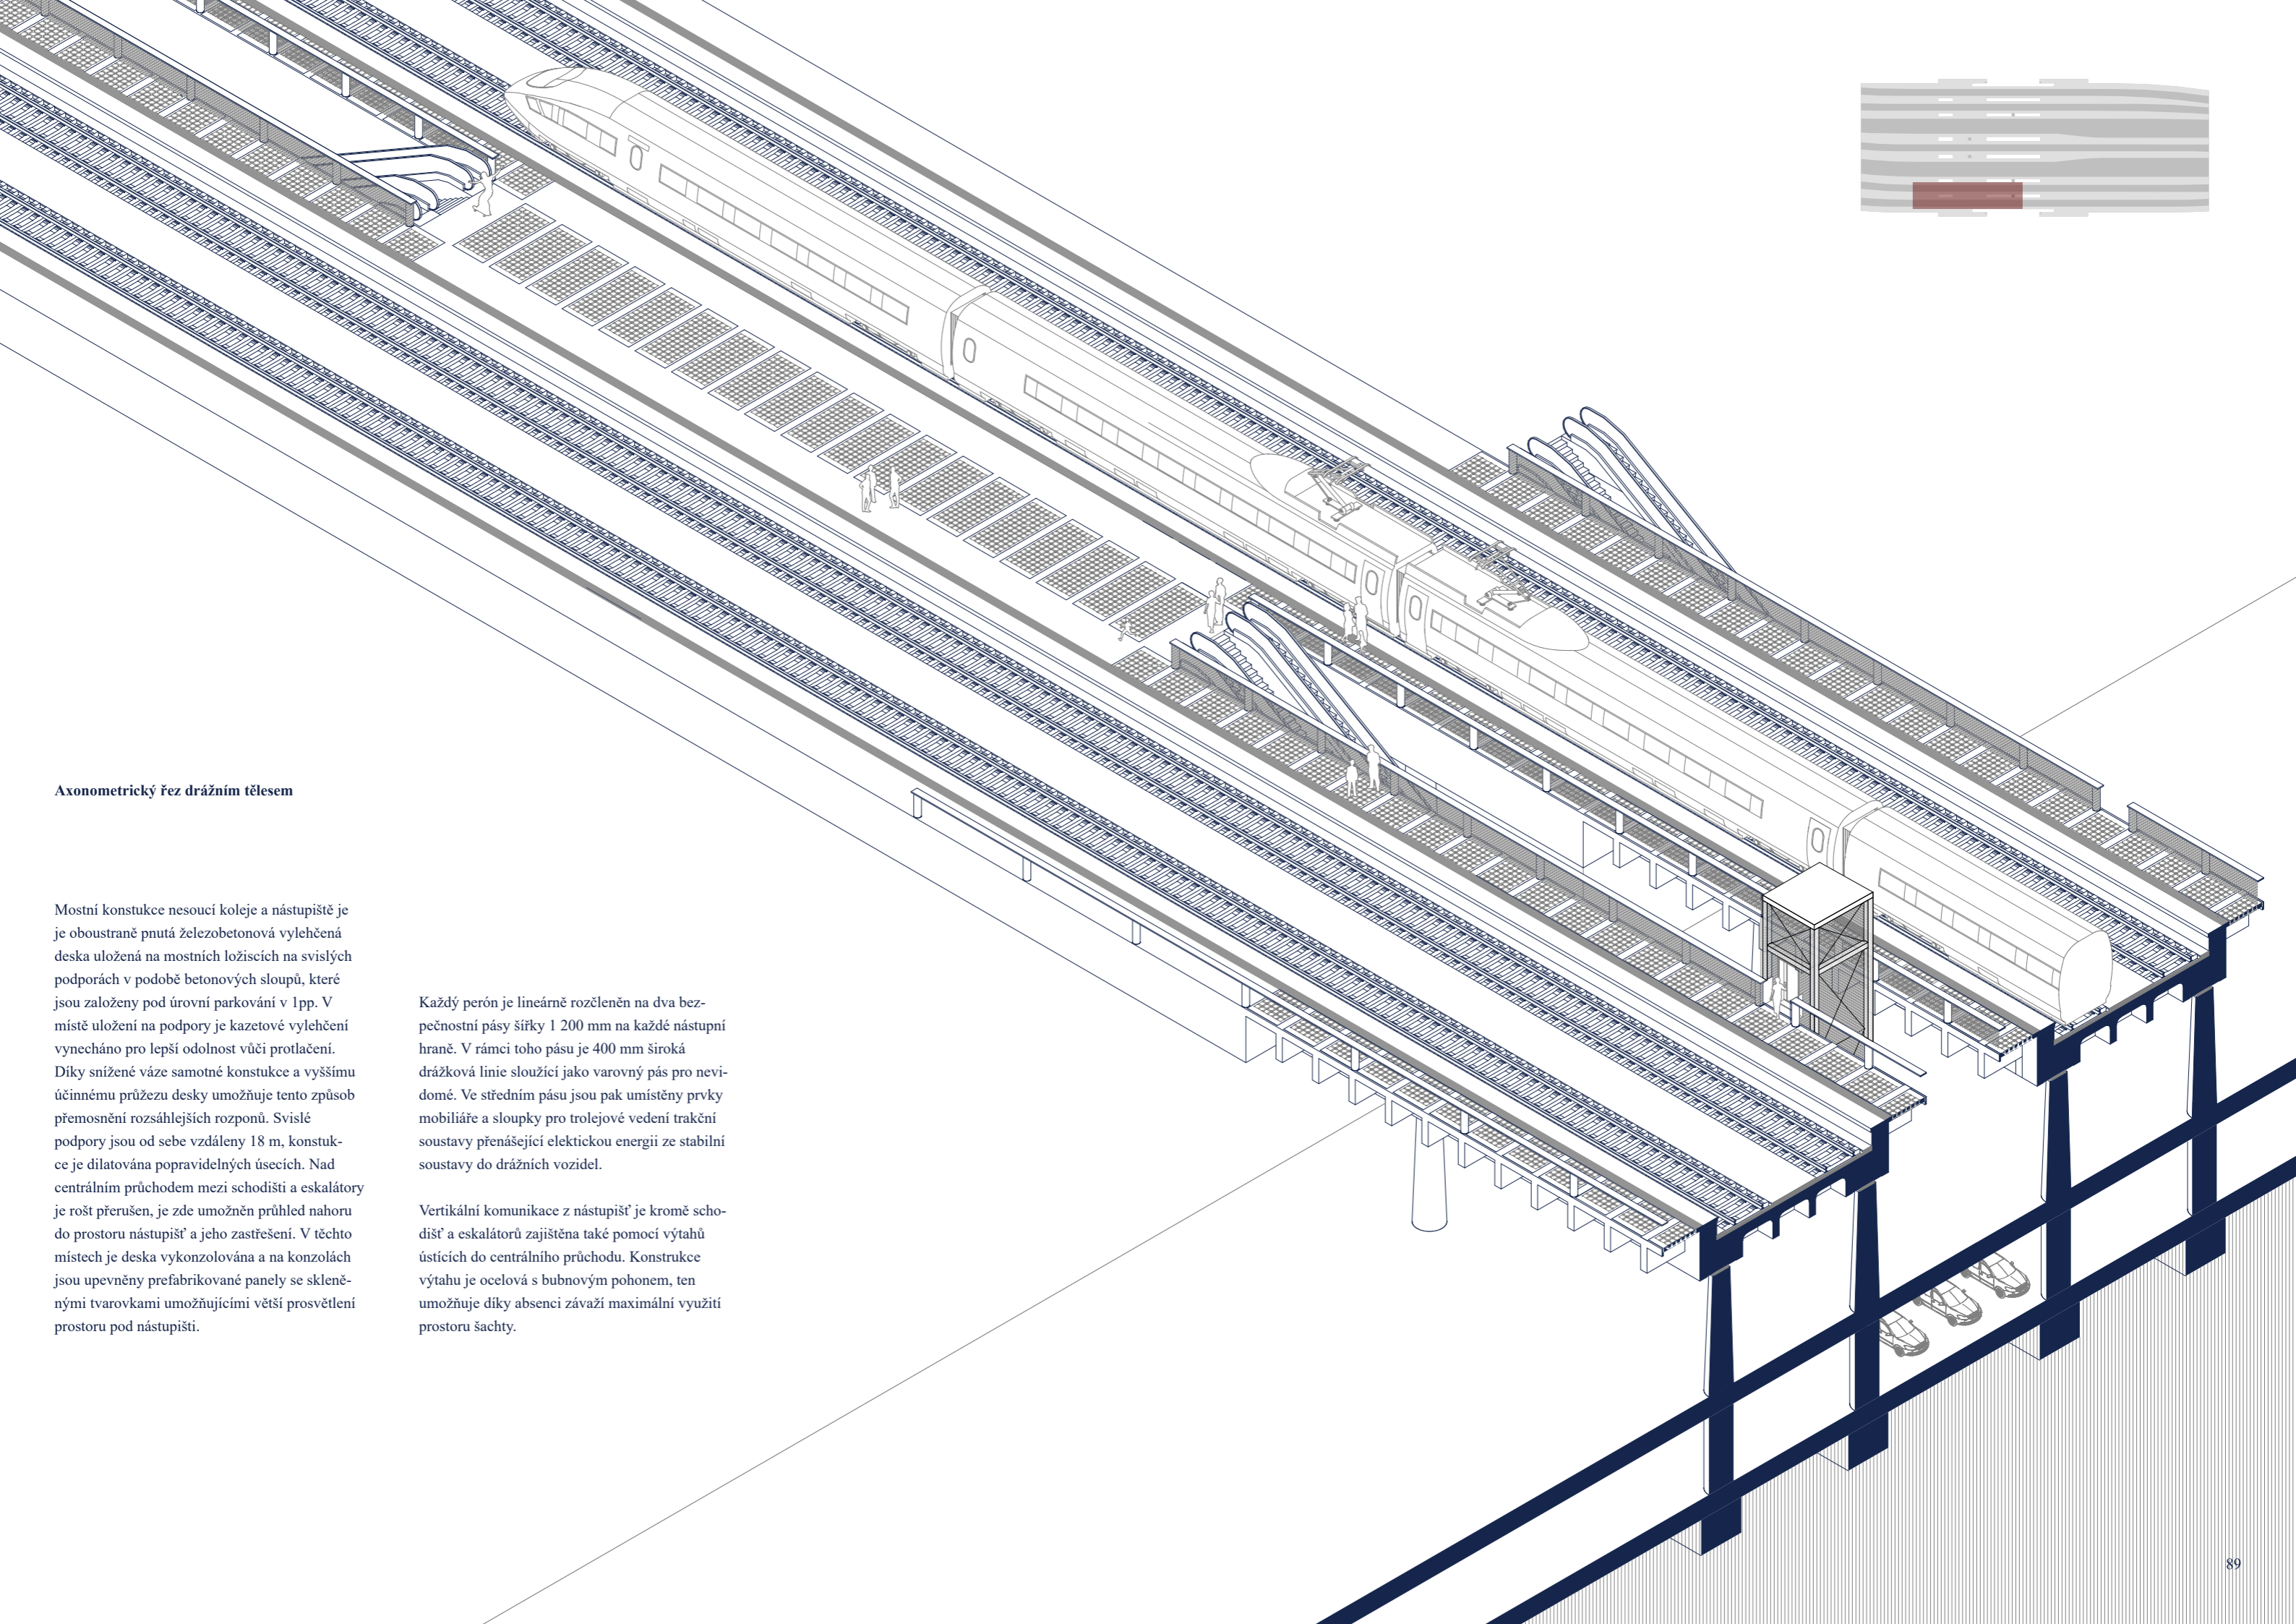 Axonometrický řez drážním tělesem
Mostní konstukce nesoucí koleje a nástupiště je
je oboustraně pnutá železobetonová vylehčená
deska uložená na mostních ložiscích na svislých
podporách v podobě betonových sloupů, které
jsou založeny pod úrovní parkování v 1pp. V
místě uložení na podpory je kazetové vylehčení
vynecháno pro lepší odolnost vůči protlačení.
Díky snížené váze samotné konstukce a vyššímu
účinnému průžezu desky umožňuje tento způsob
přemosnění rozsáhlejších rozponů. Svislé
podpory jsou od sebe vzdáleny 18 m, konstuk-
ce je dilatována popravidelných úsecích. Nad
centrálním průchodem mezi schodišti a eskalátory
je rošt přerušen, je zde umožněn průhled nahoru
do prostoru nástupišť a jeho zastřešení. V těchto
místech je deska vykonzolována a na konzolách
jsou upevněny prefabrikované panely se skleně-
nými tvarovkami umožňujícími větší prosvětlení
prostoru pod nástupišti.
Každý perón je lineárně rozčleněn na dva bez-
pečnostní pásy šířky 1 200 mm na každé nástupní
hraně. V rámci toho pásu je 400 mm široká
drážková linie sloužící jako varovný pás pro nevi-
domé. Ve středním pásu jsou pak umístěny prvky
mobiliáře a sloupky pro trolejové vedení trakční
soustavy přenášející elektickou energii ze stabilní
soustavy do drážních vozidel.
Vertikální komunikace z nástupišť je kromě scho-
dišť a eskalátorů zajištěna také pomocí výtahů
ústících do centrálního průchodu. Konstrukce
výtahu je ocelová s bubnovým pohonem, ten
umožňuje díky absenci závaží maximální využití
prostoru šachty.
89